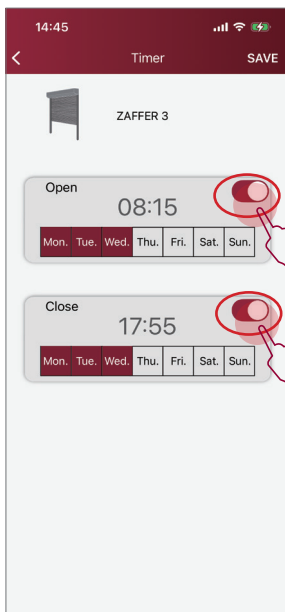 14:45
Timer SAVE
ZAFFER 3
Open
08:15
Mon. Tue. Wed. Thu. Fri. Sat. Sun.
Close
17:55
Mon. Tue. Wed. Thu. Fri. Sat. Sun.